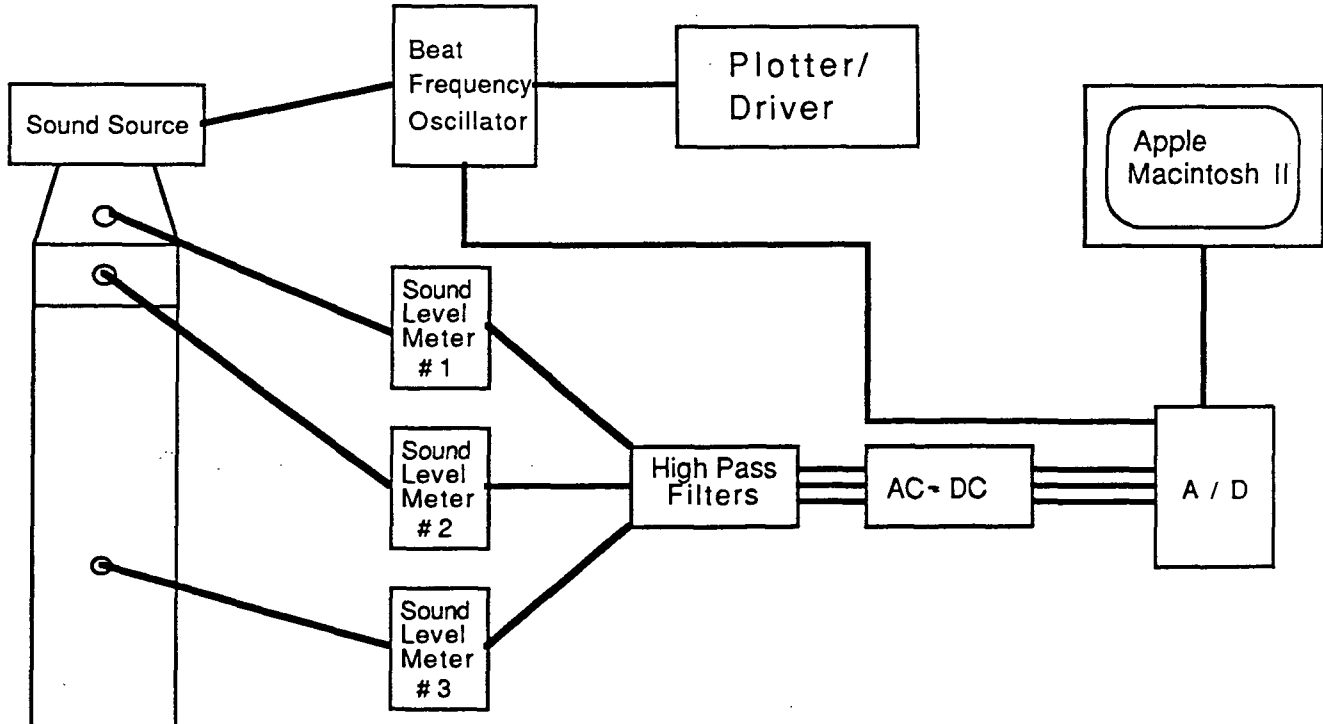 Sound Source
Beat
Frequency
Oscillator
Plotter/
Driver
Apple
Macintosh II
Sound
Level
Meter
#1
Sound
Level
Meter
#2
Sound
Level
Meter
#3
High Pass
Filters
AC- DC
A / D